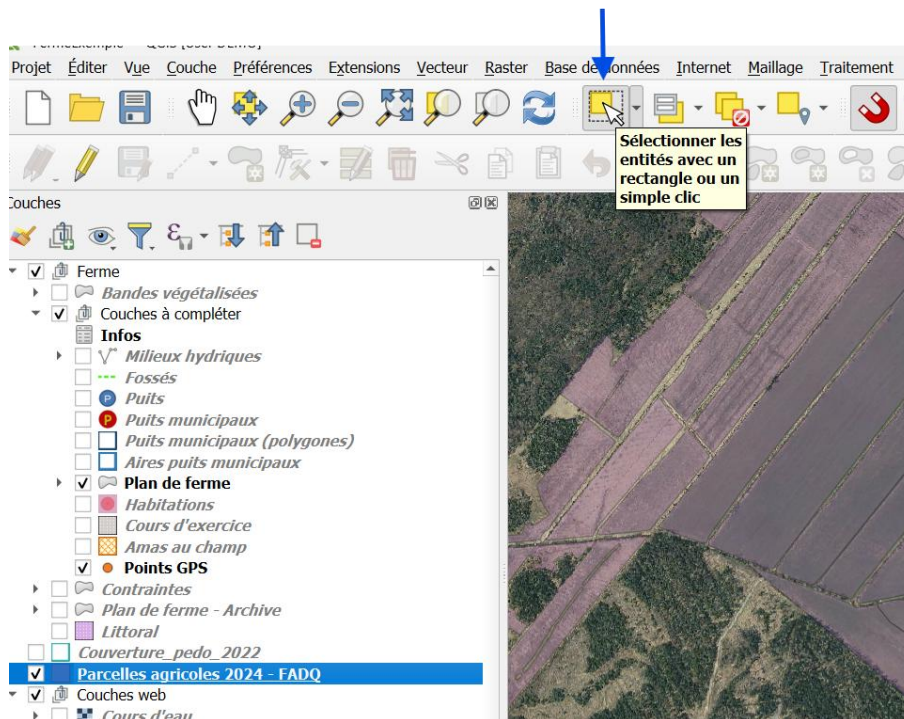 Projet Éditer Vue Couche Préférences Extensions Vecteur Raster Base de données Internet Maillage Traitement
Sélectionner les
entités avec un
rectangle ou un
simple clic
Couches
Ferme
Bandes végétalisées
Couches à compléter
Infos
Milieux hydriques
Fossés
P Puits
P Puits municipaux
Puits municipaux (polygones)
Aires puits municipaux
Plan de ferme
Habitations
Cours d'exercice
Amas au champ
Points GPS
Contraintes
Plan de ferme - Archive
Littoral
Couverture_pedo_2022
Parcelles agricoles 2024 - FADQ
Couches web
Cours d'eau